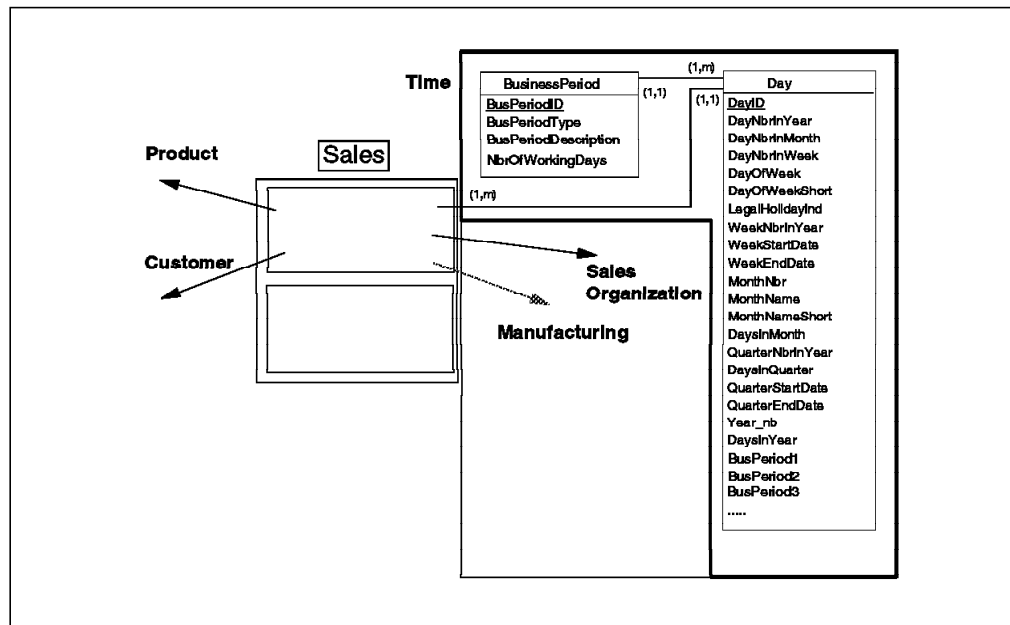 Time
BusinessPeriod
BusPeriodID
BusPeriodType
BusPeriodDescription
NbrOfWorkingDays
(1,m)
(1,1)
(1,1)
Day
DayID
DayNbrInYear
DayNbrInMonth
DayNbrInWeek
DayOfWeek
DayOfWeekShort
LegalHolidayInd
WeekNbrInYear
WeekStartDate
WeekEndDate
MonthNbr
MonthName
MonthNameShort
DaysInMonth
QuarterNbrInYear
DaysInQuarter
QuarterStartDate
QuarterEndDate
Year_nb
DaysInYear
BusPeriod1
BusPeriod2
BusPeriod3
.....
Product
Sales
(1,m)
Customer
Sales
Organization
Manufacturing